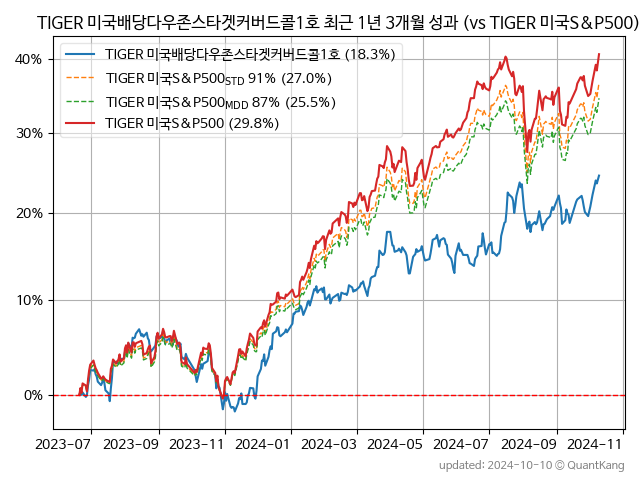 TIGER 미국배당다우존스타겟커버드콜1호 최근 1년 3개월 성과 (vs TIGER 미국S&P500)
TIGER 미국배당다우존스타겟커버드콜1호 (18.3%)
TIGER 미국S&P500STD 91% (27.0%)
TIGER 미국S&P500MDD 87% (25.5%)
TIGER 미국S&P500 (29.8%)
40%
30%
20%
10%
0%
2023-07 2023-09 2023-11 2024-01 2024-04 2024-05 2024-07 2024-09 2024-11
updated: 2024-10-10 © QuantKang